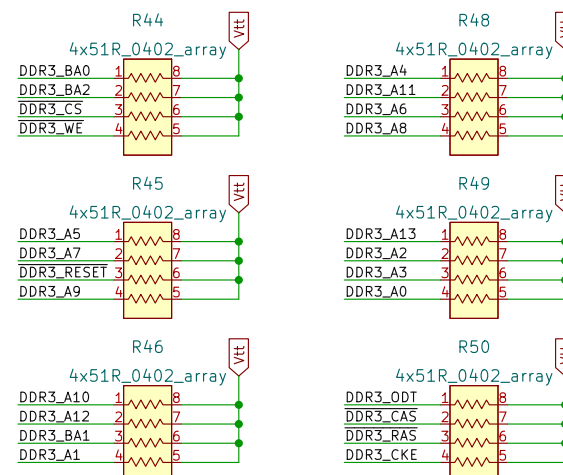 R44
Vtt
4x51R_0402_array
DDR3_BA0 1 8
DDR3_BA2 2 7
DDR3_CS 3 6
DDR3_WE 4 5
R48
4x51R_0402_array
DDR3_A4 1 8
DDR3_A11 2 7
DDR3_A6 3 6
DDR3_A8 4 5
R45
Vtt
4x51R_0402_array
DDR3_A5 1 8
DDR3_A7 2 7
DDR3_RESET 3 6
DDR3_A9 4 5
R49
4x51R_0402_array
DDR3_A13 1 8
DDR3_A2 2 7
DDR3_A3 3 6
DDR3_A0 4 5
R46
Vtt
4x51R_0402_array
DDR3_A10 1 8
DDR3_A12 2 7
DDR3_BA1 3 6
DDR3_A1 4 5
R50
4x51R_0402_array
DDR3_ODT 1 8
DDR3_CAS 2 7
DDR3_RAS 3 6
DDR3_CKE 4 5